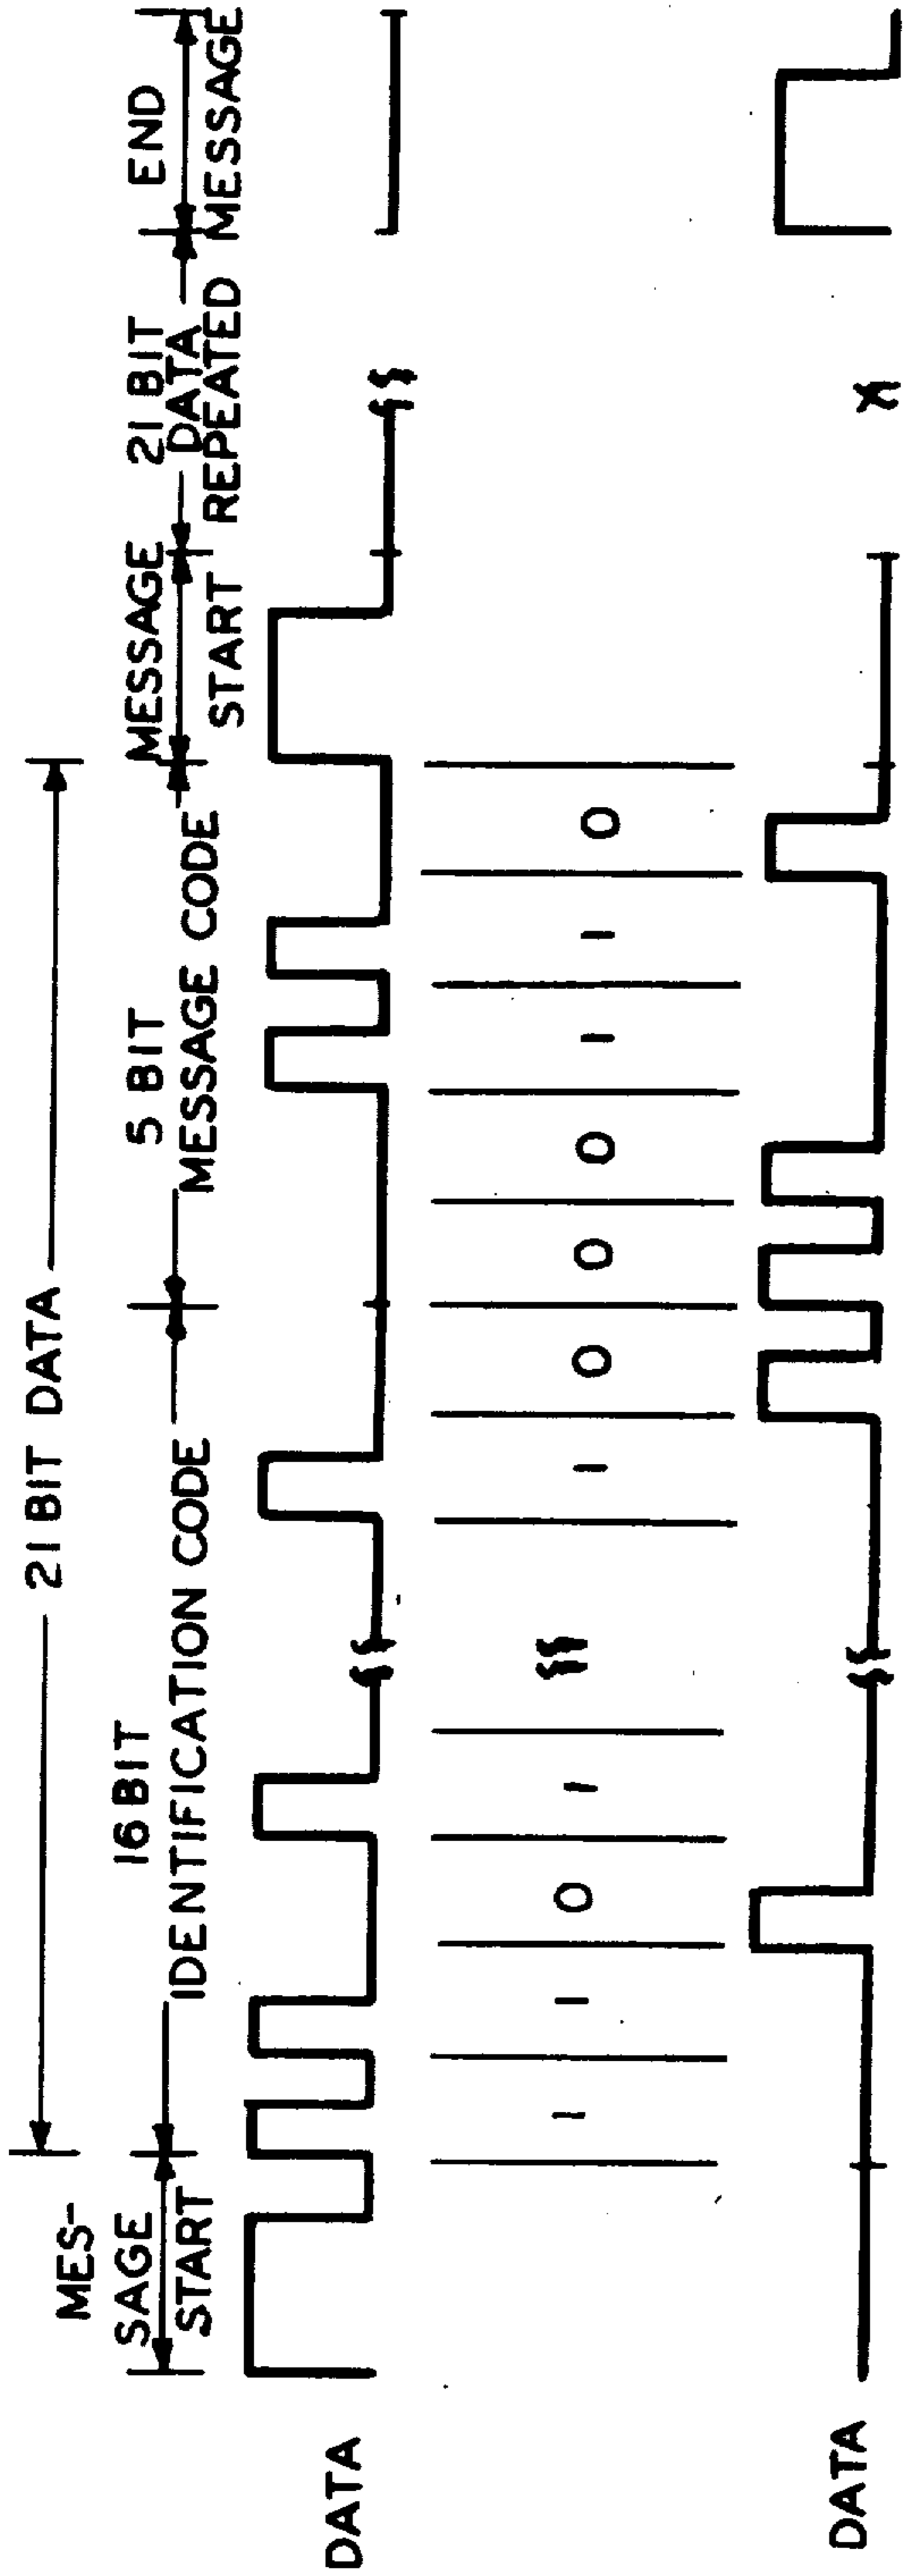 21 BIT DATA
MES-
SAGE
START
16 BIT
IDENTIFICATION CODE
5 BIT
MESSAGE CODE
MESSAGE
START
21 BIT
DATA
REPEATED
END
MESSAGE
DATA
1 1 0 1 1 0 0 0 1 1 0
DATA